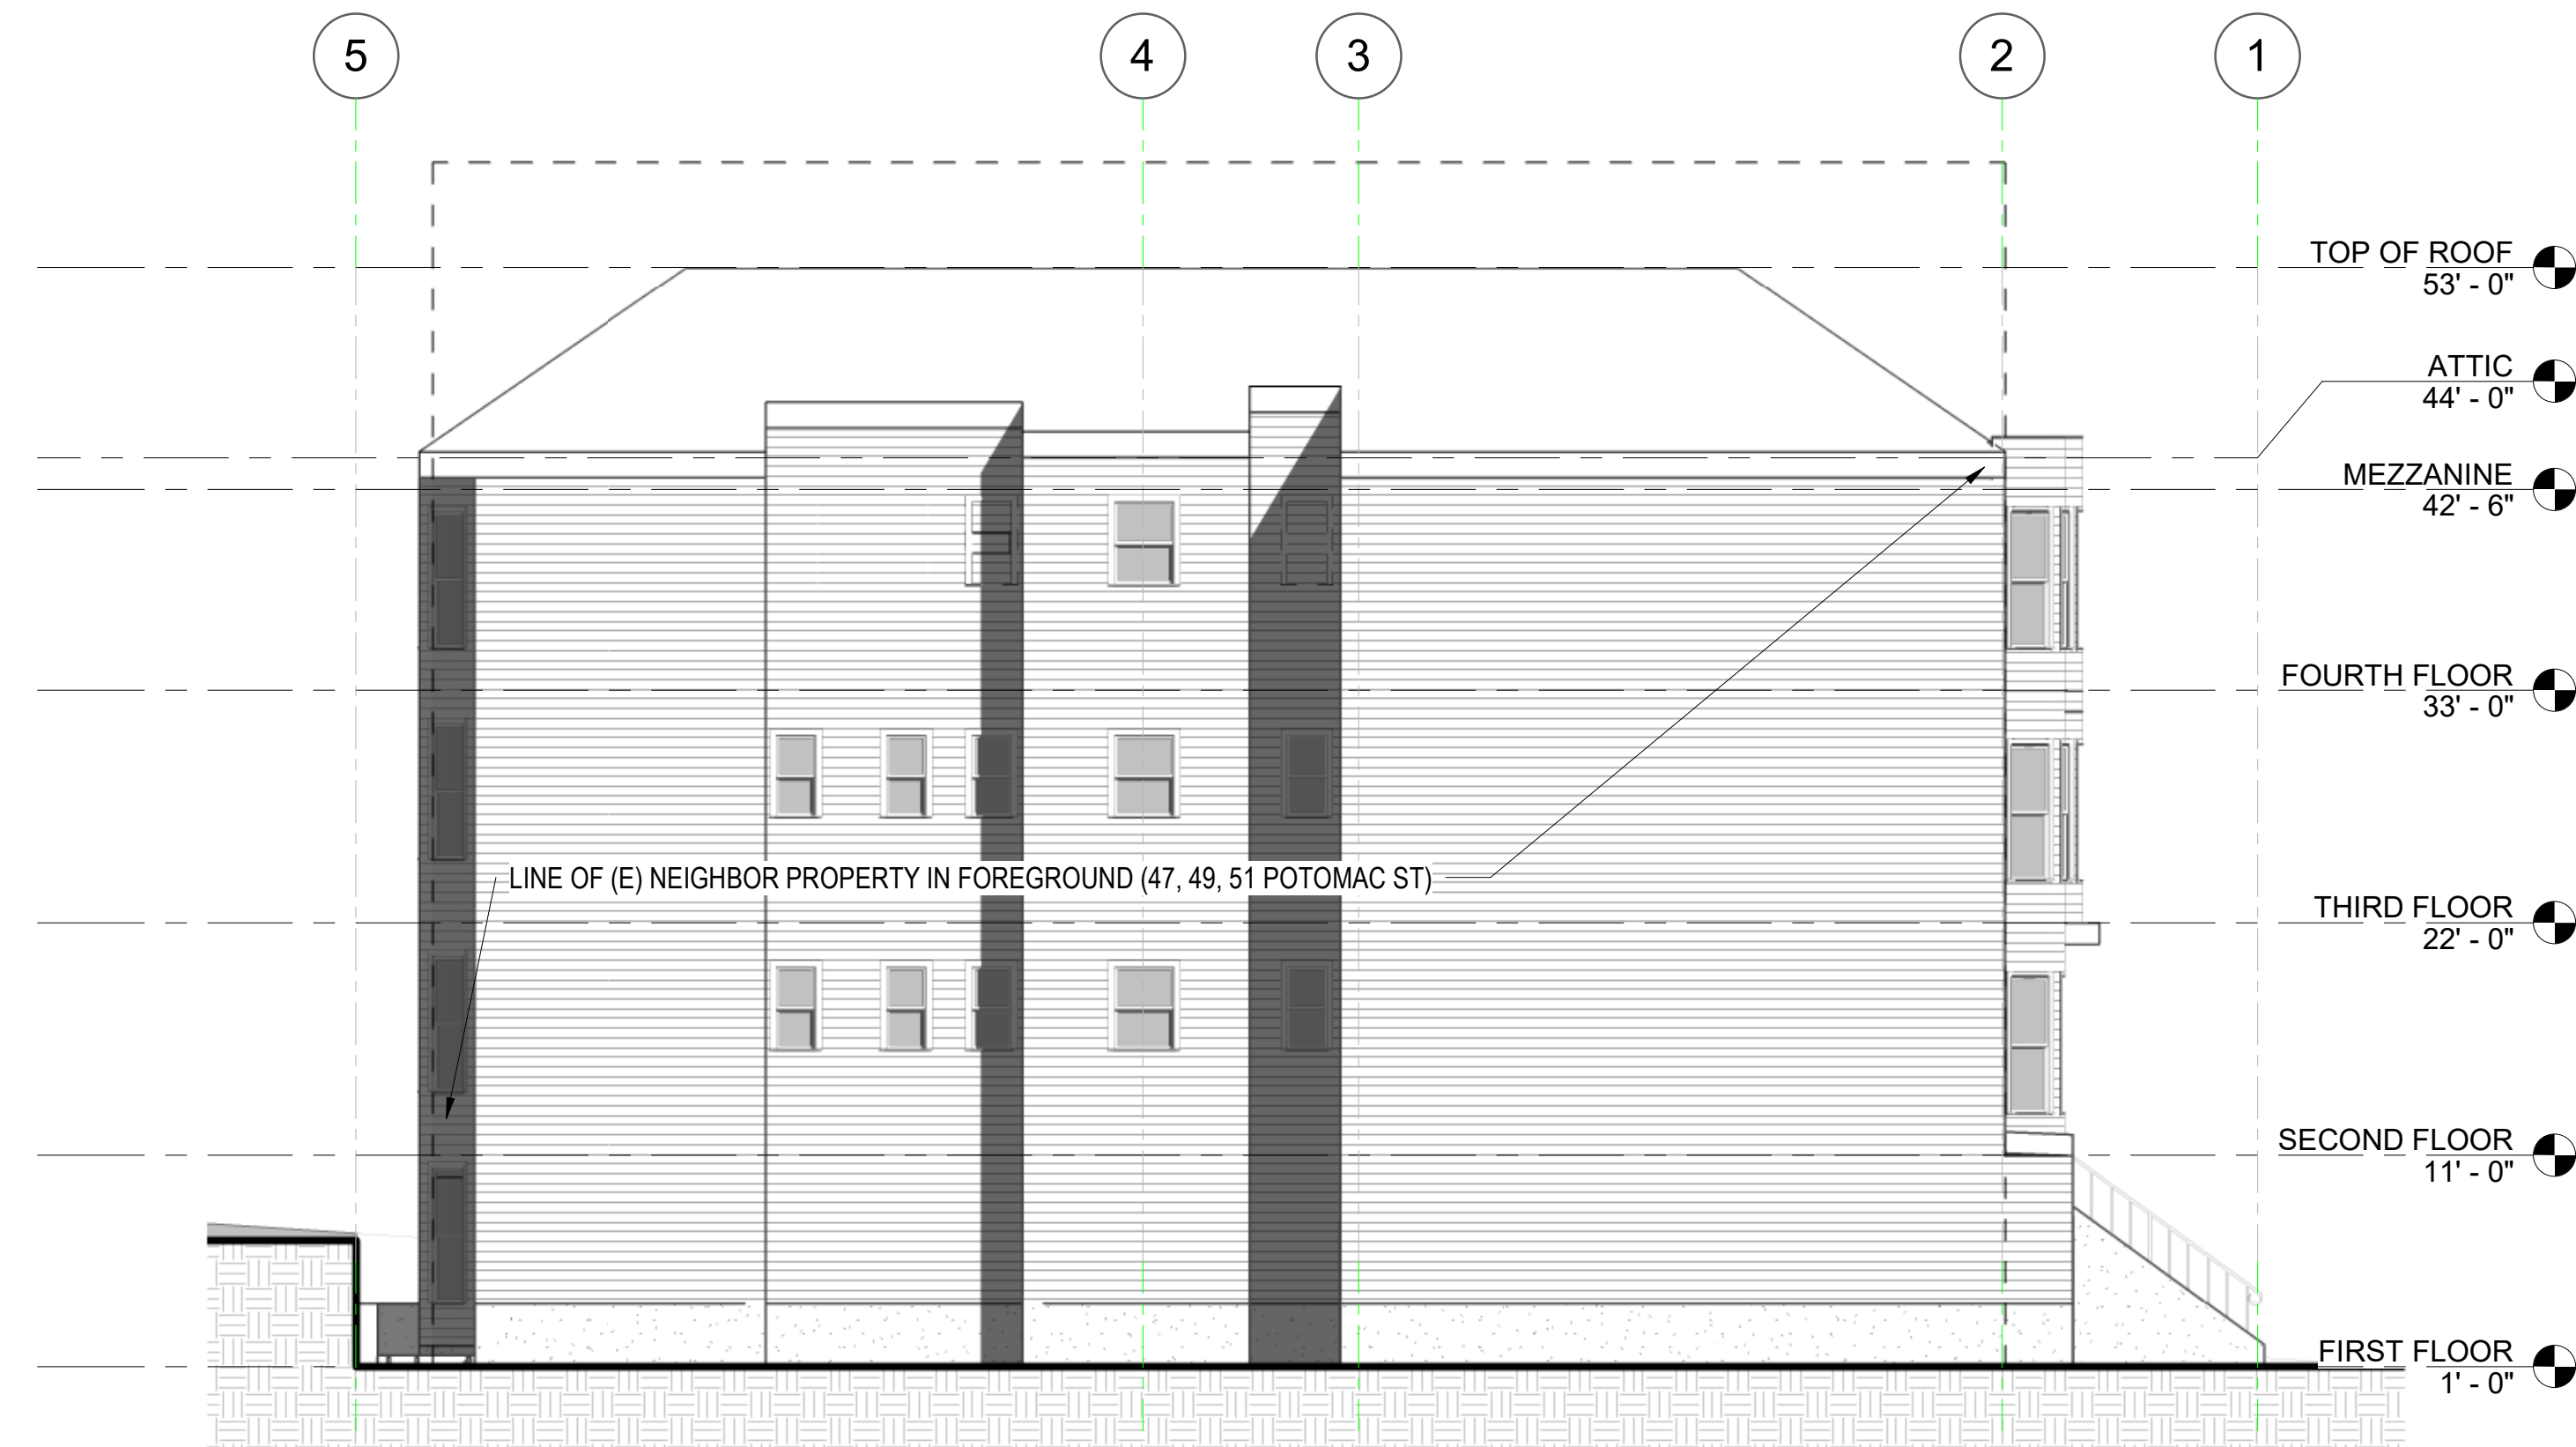 5
4
3
2
1
TOP OF ROOF
53' - 0"
ATTIC
44' - 0"
MEZZANINE
42' - 6"
FOURTH FLOOR
33' - 0"
LINE OF (E) NEIGHBOR PROPERTY IN FOREGROUND (47, 49, 51 POTOMAC ST)
THIRD FLOOR
22' - 0"
SECOND FLOOR
11' - 0"
FIRST FLOOR
1' - 0"